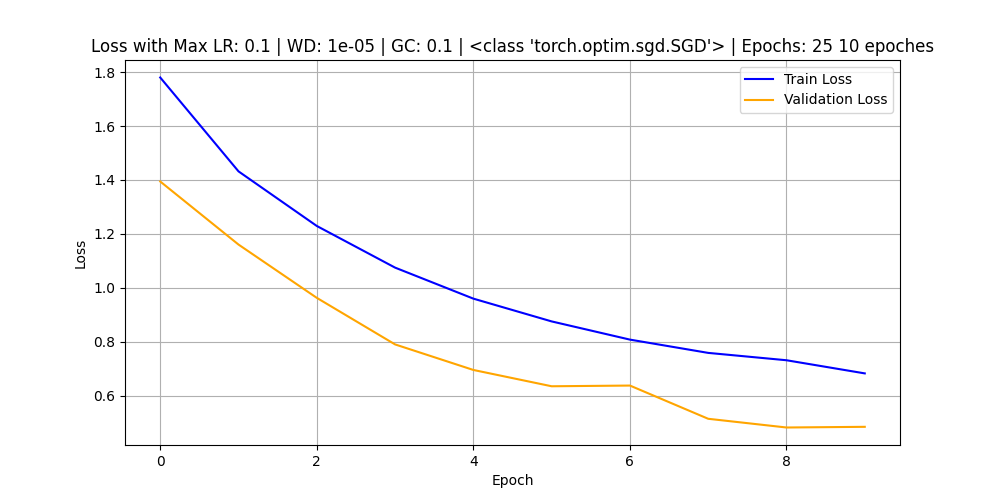 Loss with Max LR: 0.1 | WD: 1e-05 | GC: 0.1 | <class 'torch.optim.sgd.SGD'> | Epochs: 25 10 epoches
Train Loss
Validation Loss
Loss
1.8
1.6
1.4
1.2
1.0
0.8
0.6
0
2
4
6
8
Epoch